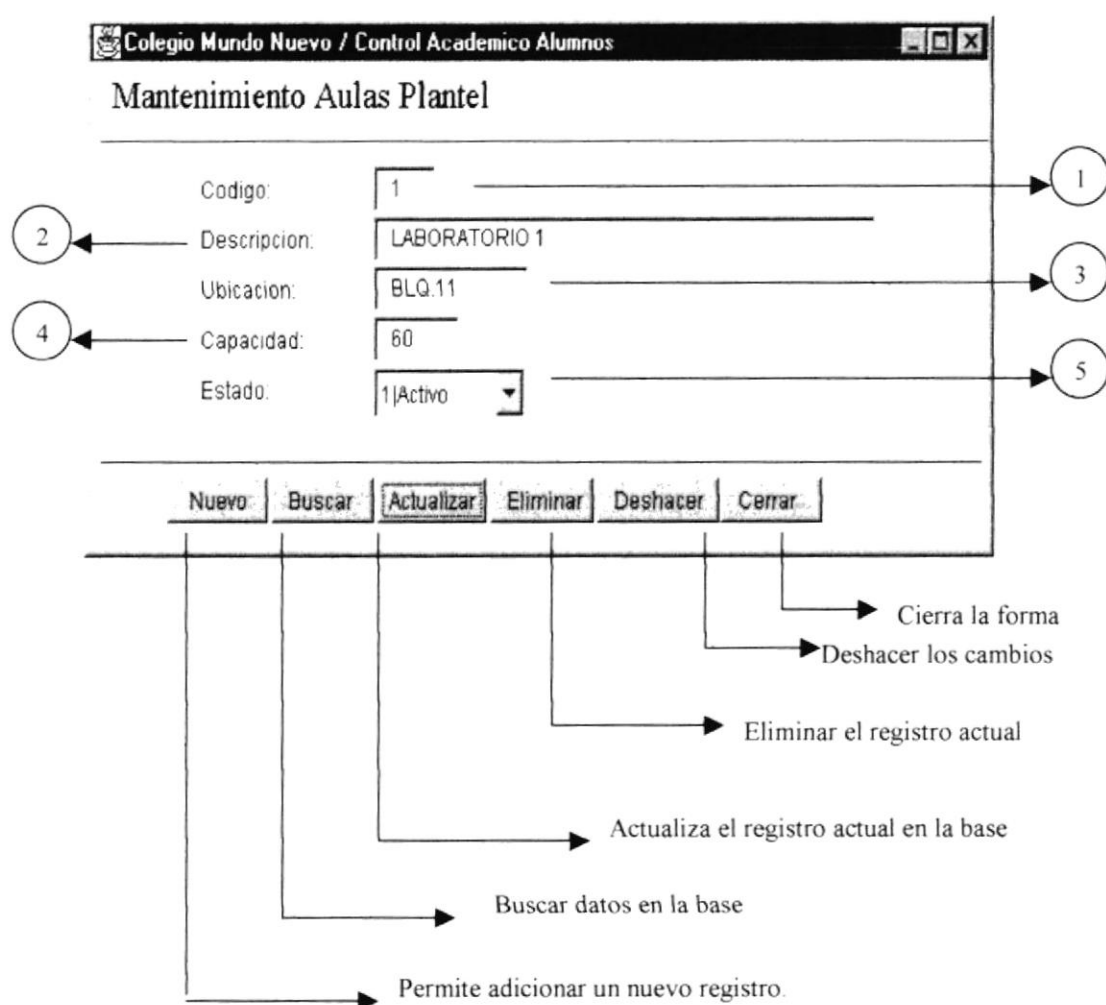 Colegio Mundo Nuevo / Control Academico Alumnos
Mantenimiento Aulas Plantel
Codigo: 1
1
2
Descripcion: LABORATORIO 1
Ubicacion: BLQ.11
3
4
Capacidad: 60
Estado: 1|Activo
5
Nuevo Buscar Actualizar Eliminar Deshacer Cerrar
Cierra la forma
Deshacer los cambios
Eliminar el registro actual
Actualiza el registro actual en la base
Buscar datos en la base
Permite adicionar un nuevo registro.